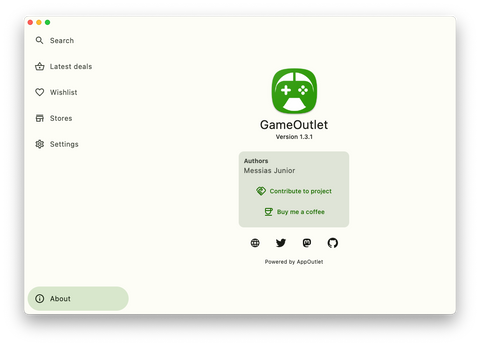 Search
Latest deals
Wishlist
Stores
Settings
About
GameOutlet
Version 1.3.1
Authors
Messias Junior
Contribute to project
Buy me a coffee
Powered by AppOutlet